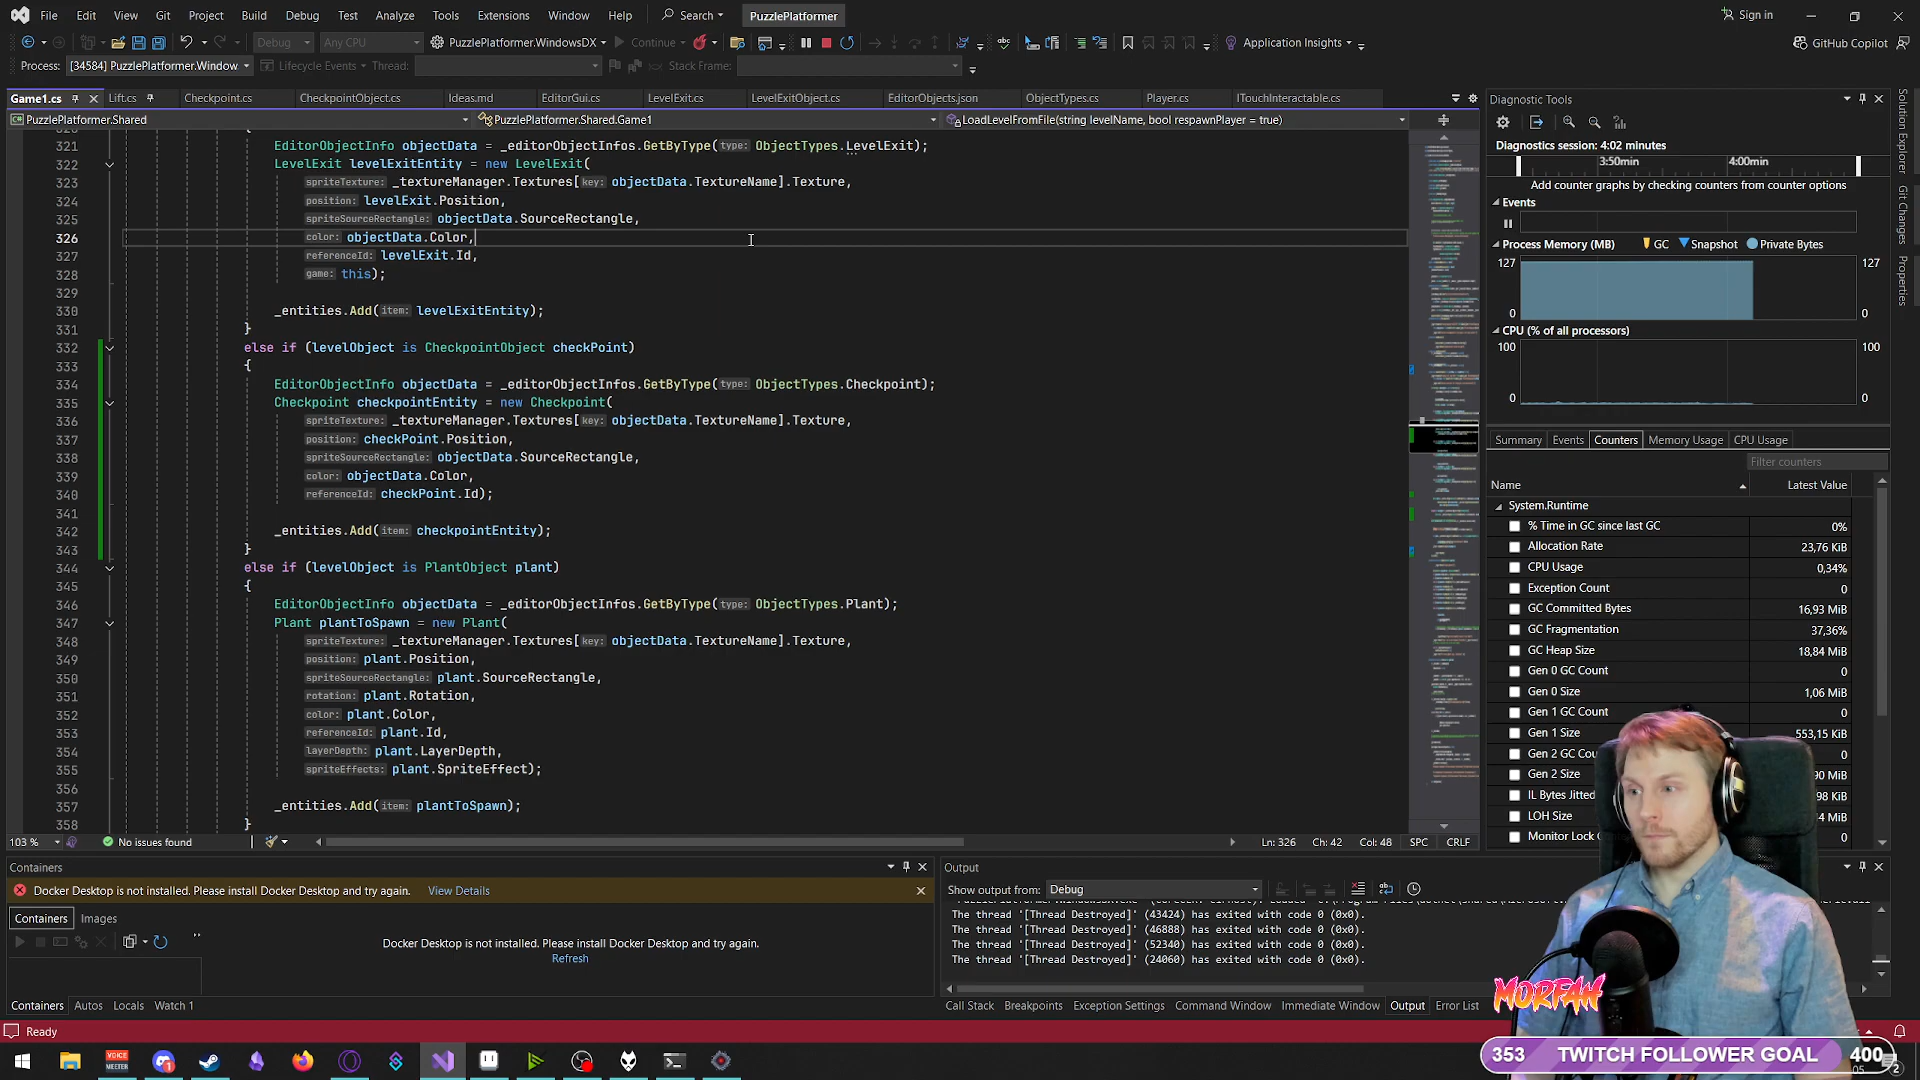 File Edit View Git Project Build Debug Test Analyze Tools Extensions Window Help Search PuzzlePlatformer Sign in
Debug Any CPU PuzzlePlatformer.WindowsDX Continue Application Insights GitHub Copilot
Process: [34584] PuzzlePlatformer.Window Lifecycle Events Thread: Stack Frame:
Game1.cs Lift.cs Checkpoint.cs CheckpointObject.cs Ideas.md EditorGui.cs LevelExit.cs LevelExitObject.cs EditorObjects.json ObjectTypes.cs Player.cs ITouchInteractable.cs
PuzzlePlatformer.Shared PuzzlePlatformer.Shared.Game1 LoadLevelFromFile(string levelName, bool respawnPlayer = true)
321 EditorObjectInfo objectData = _editorObjectInfos.GetByType(type: ObjectTypes.LevelExit);
322 LevelExit levelExitEntity = new LevelExit(
323 spriteTexture: _textureManager.Textures[key: objectData.TextureName].Texture,
324 position: levelExit.Position,
325 spriteSourceRectangle: objectData.SourceRectangle,
326 color: objectData.Color,
327 referenceId: levelExit.Id,
328 game: this);
329
330 _entities.Add(item: levelExitEntity);
331 }
332 else if (levelObject is CheckpointObject checkPoint)
333 {
334 EditorObjectInfo objectData = _editorObjectInfos.GetByType(type: ObjectTypes.Checkpoint);
335 Checkpoint checkpointEntity = new Checkpoint(
336 spriteTexture: _textureManager.Textures[key: objectData.TextureName].Texture,
337 position: checkPoint.Position,
338 spriteSourceRectangle: objectData.SourceRectangle,
339 color: objectData.Color,
340 referenceId: checkPoint.Id);
341
342 _entities.Add(item: checkpointEntity);
343 }
344 else if (levelObject is PlantObject plant)
345 {
346 EditorObjectInfo objectData = _editorObjectInfos.GetByType(type: ObjectTypes.Plant);
347 Plant plantToSpawn = new Plant(
348 spriteTexture: _textureManager.Textures[key: objectData.TextureName].Texture,
349 position: plant.Position,
350 spriteSourceRectangle: plant.SourceRectangle,
351 rotation: plant.Rotation,
352 color: plant.Color,
353 referenceId: plant.Id,
354 layerDepth: plant.LayerDepth,
355 spriteEffects: plant.SpriteEffect);
356
357 _entities.Add(item: plantToSpawn);
358 }
103 % No issues found Ln: 326 Ch: 42 Col: 48 SPC CRLF
Diagnostic Tools
Diagnostics session: 4:02 minutes
3:50min 4:00min
Add counter graphs by checking counters from counter options
Events
Process Memory (MB) GC Snapshot Private Bytes
127 127
0 0
CPU (% of all processors)
100 100
0 0
Summary Events Counters Memory Usage CPU Usage
Filter counters
Name Latest Value
System.Runtime
% Time in GC since last GC 0%
Allocation Rate 23,76 KiB
CPU Usage 0,34%
Exception Count 0
GC Committed Bytes 16,93 MiB
GC Fragmentation 37,36%
GC Heap Size 18,84 MiB
Gen 0 GC Count 0
Gen 0 Size 1,06 MiB
Gen 1 GC Count 0
Gen 1 Size 553,15 KiB
Gen 2 GC Cou 0
Gen 2 Size 90 MiB
IL Bytes Jitted 98 KiB
LOH Size 4 MiB
Monitor Lock 0
Solution Explorer
Git Changes
Properties
Containers
Docker Desktop is not installed. Please install Docker Desktop and try again. View Details
Containers Images
Docker Desktop is not installed. Please install Docker Desktop and try again.
Refresh
Containers Autos Locals Watch 1
Output
Show output from: Debug
The thread '[Thread Destroyed]' (43424) has exited with code 0 (0x0).
The thread '[Thread Destroyed]' (46888) has exited with code 0 (0x0).
The thread '[Thread Destroyed]' (52340) has exited with code 0 (0x0).
The thread '[Thread Destroyed]' (24060) has exited with code 0 (0x0).
Call Stack Breakpoints Exception Settings Command Window Immediate Window Output Error List
Ready
MORFAH
353 TWITCH FOLLOWER GOAL 400
VOICE MEETER